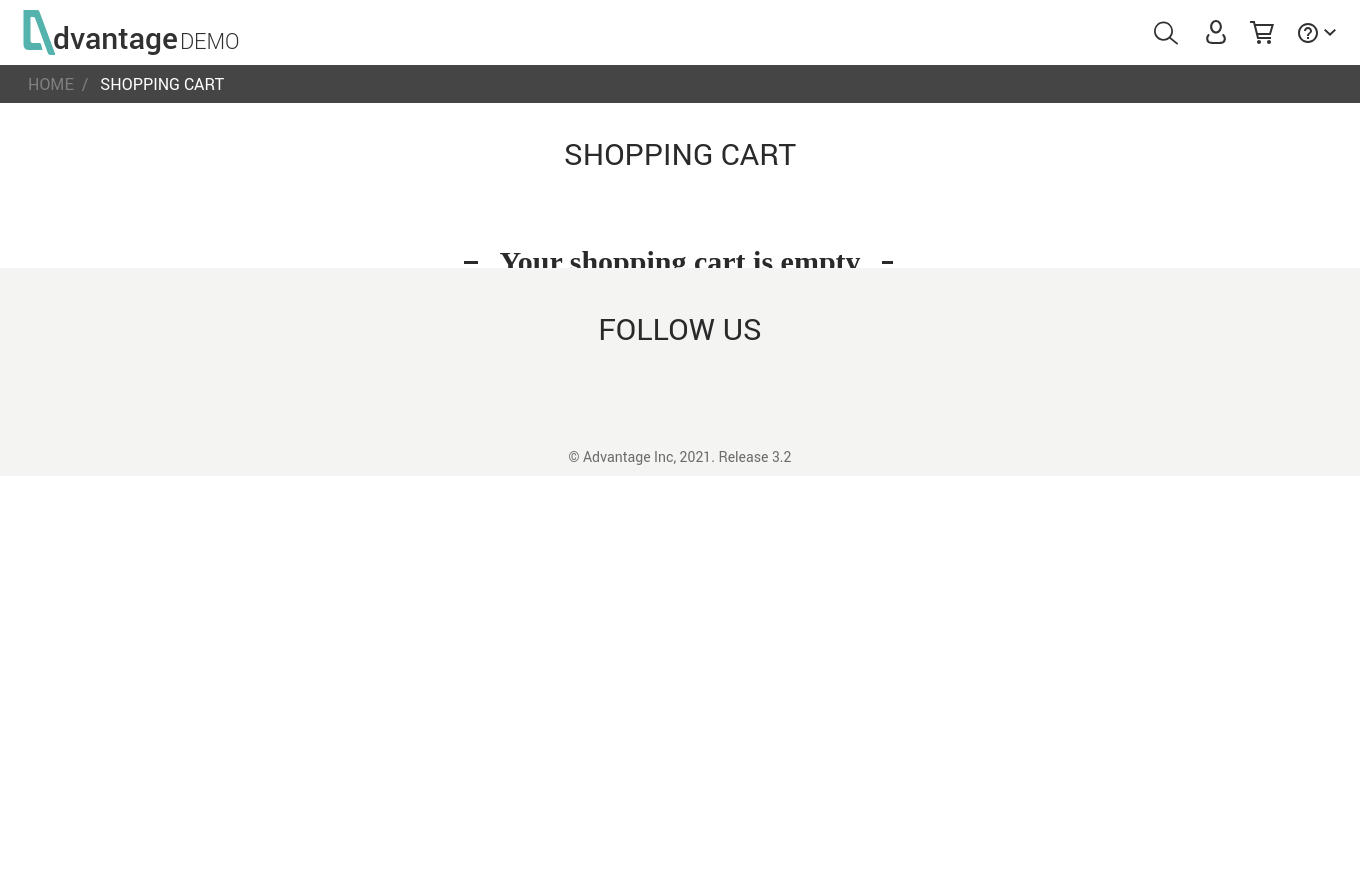 dvantage DEMO
HOME / SHOPPING CART
SHOPPING CART
- Your shopping cart is empty -
FOLLOW US
© Advantage Inc, 2021. Release 3.2